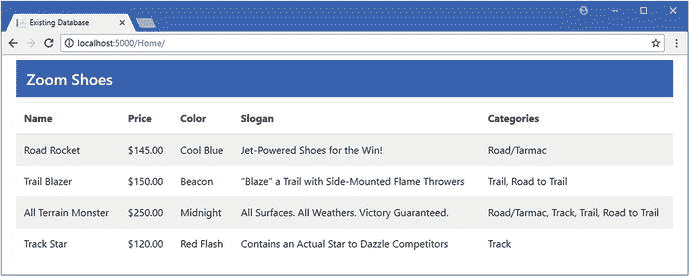 Existing Database
localhost:5000/Home/
Zoom Shoes
Name Price Color Slogan Categories
Road Rocket $145.00 Cool Blue Jet-Powered Shoes for the Win! Road/Tarmac
Trail Blazer $150.00 Beacon "Blaze" a Trail with Side-Mounted Flame Throwers Trail, Road to Trail
All Terrain Monster $250.00 Midnight All Surfaces. All Weathers. Victory Guaranteed. Road/Tarmac, Track, Trail, Road to Trail
Track Star $120.00 Red Flash Contains an Actual Star to Dazzle Competitors Track